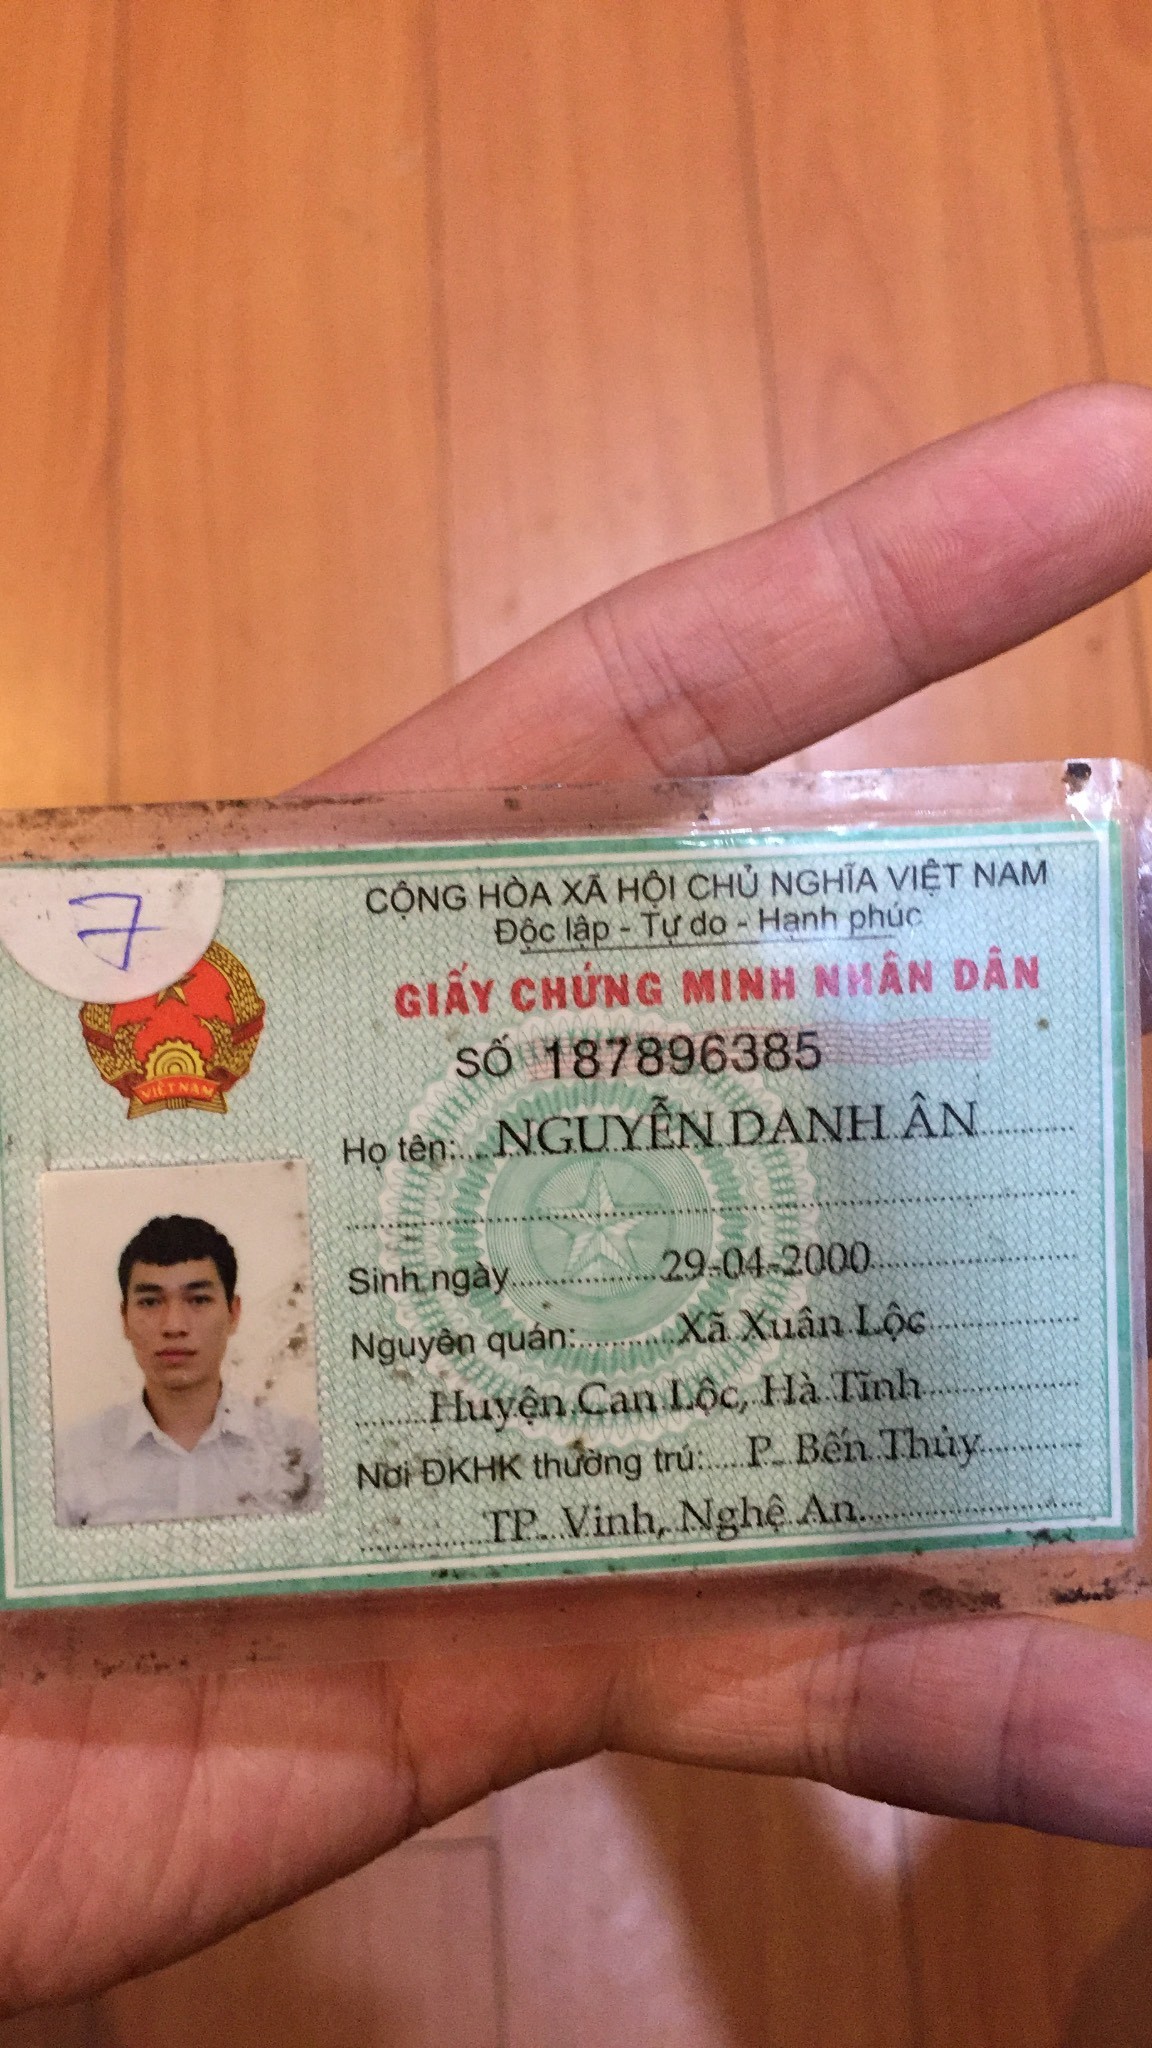 7
CỘNG HÒA XÃ HỘI CHỦ NGHĨA VIỆT NAM
Độc lập - Tự do - Hạnh phúc
GIẤY CHỨNG MINH NHÂN DÂN
SỐ 187896385
VIỆT NAM
Họ tên: NGUYỄN DANH ÂN
Sinh ngày 29-04-2000
Nguyên quán: Xã Xuân Lộc
Huyện Can Lộc, Hà Tĩnh
Nơi ĐKHK thường trú: P. Bến Thủy
TP. Vinh, Nghệ An